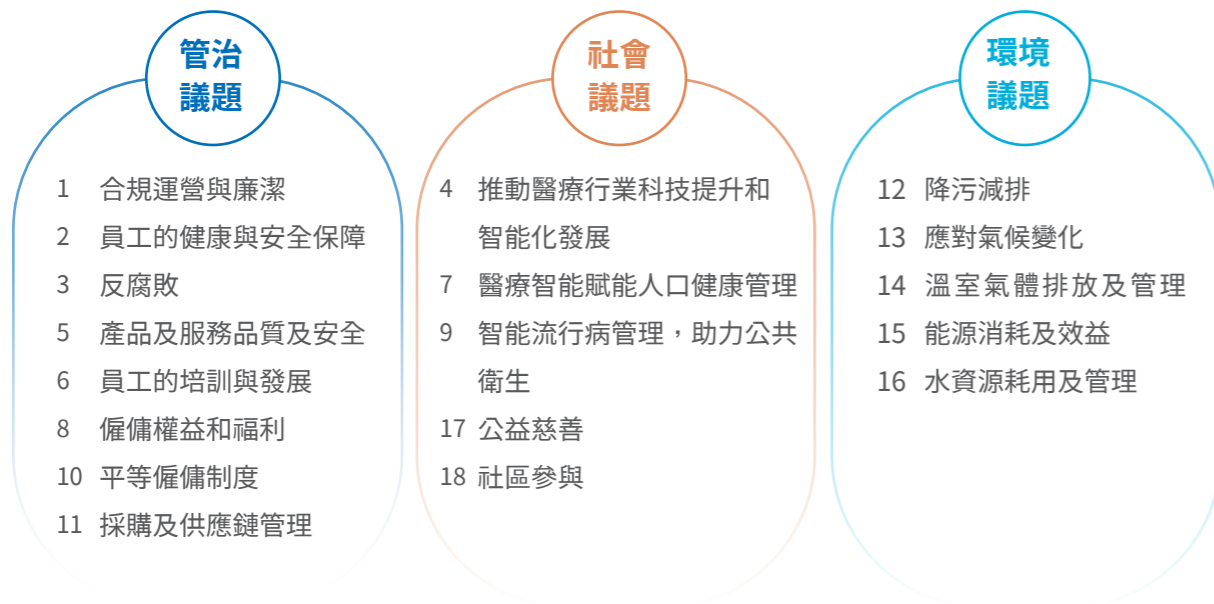 管治
議題
1 合規運營與廉潔
2 員工的健康與安全保障
3 反腐敗
5 產品及服務品質及安全
6 員工的培訓與發展
8 僱傭權益和福利
10 平等僱傭制度
11 採購及供應鏈管理
社會
議題
4 推動醫療行業科技提升和
智能化發展
7 醫療智能賦能人口健康管理
9 智能流行病管理，助力公共
衛生
17 公益慈善
18 社區參與
環境
議題
12 降污減排
13 應對氣候變化
14 溫室氣體排放及管理
15 能源消耗及效益
16 水資源耗用及管理